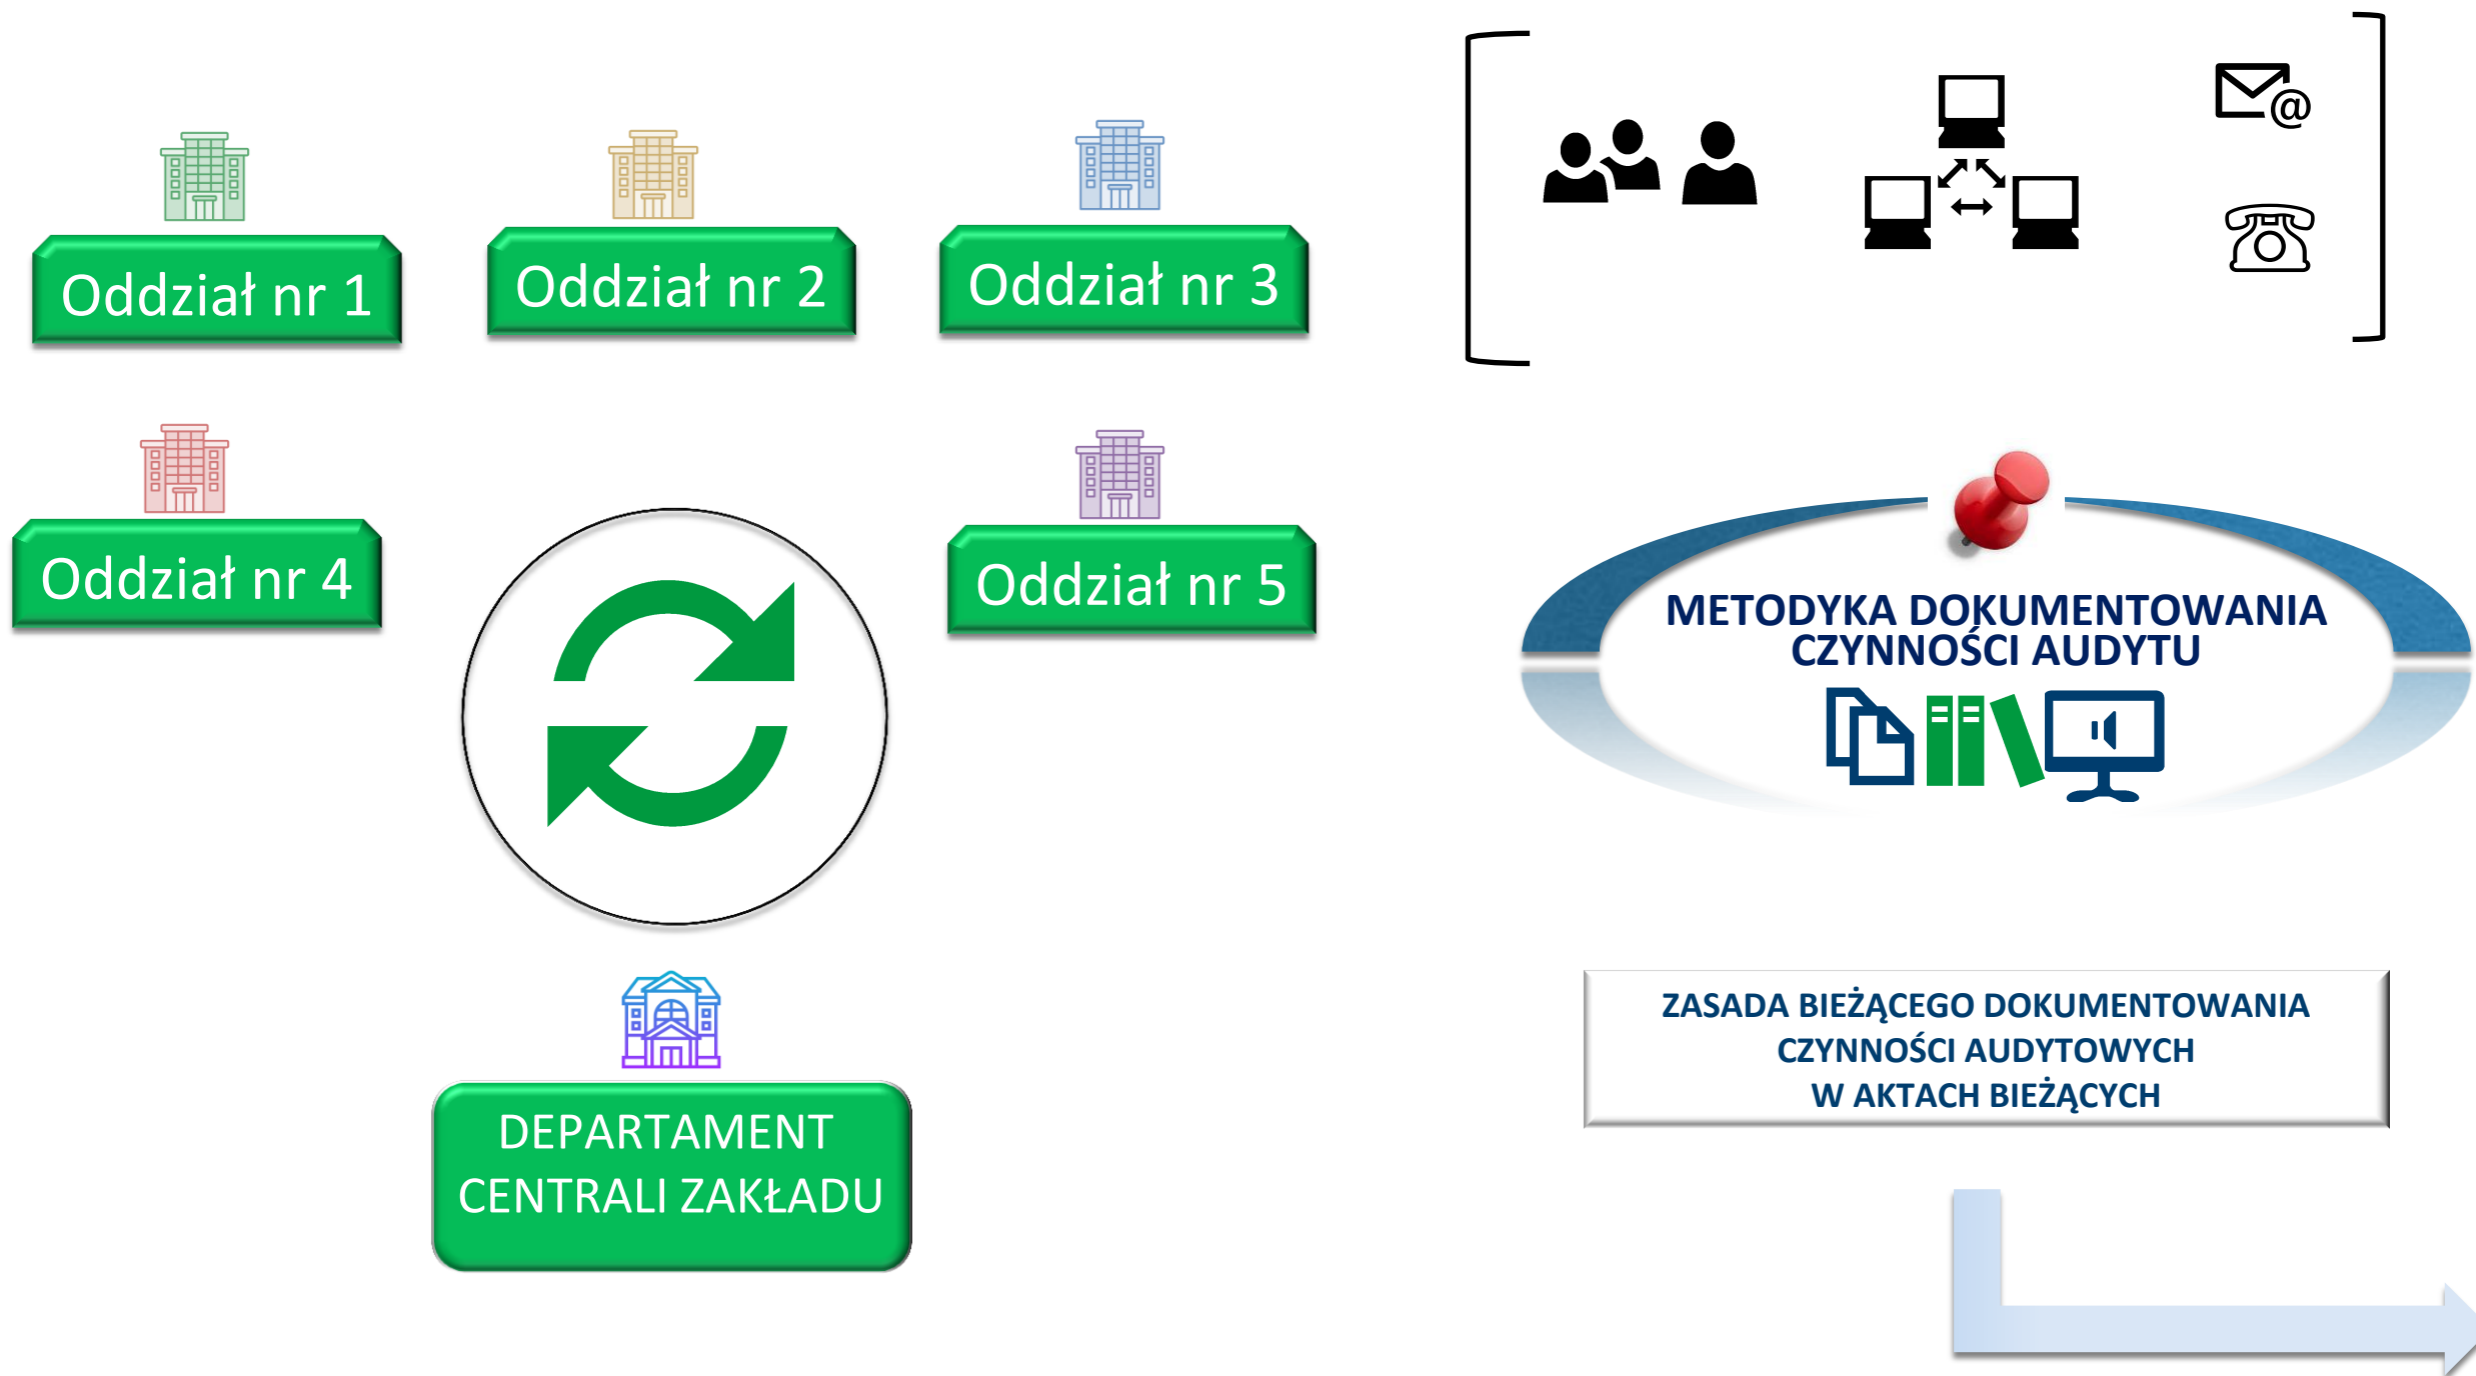 Oddział nr 1
Oddział nr 2
Oddział nr 3
Oddział nr 4
Oddział nr 5
DEPARTAMENT
CENTRALI ZAKŁADU
@
METODYKA DOKUMENTOWANIA
CZYNNOŚCI AUDYTU
ZASADA BIEŻĄCEGO DOKUMENTOWANIA
CZYNNOŚCI AUDYTOWYCH
W AKTACH BIEŻĄCYCH